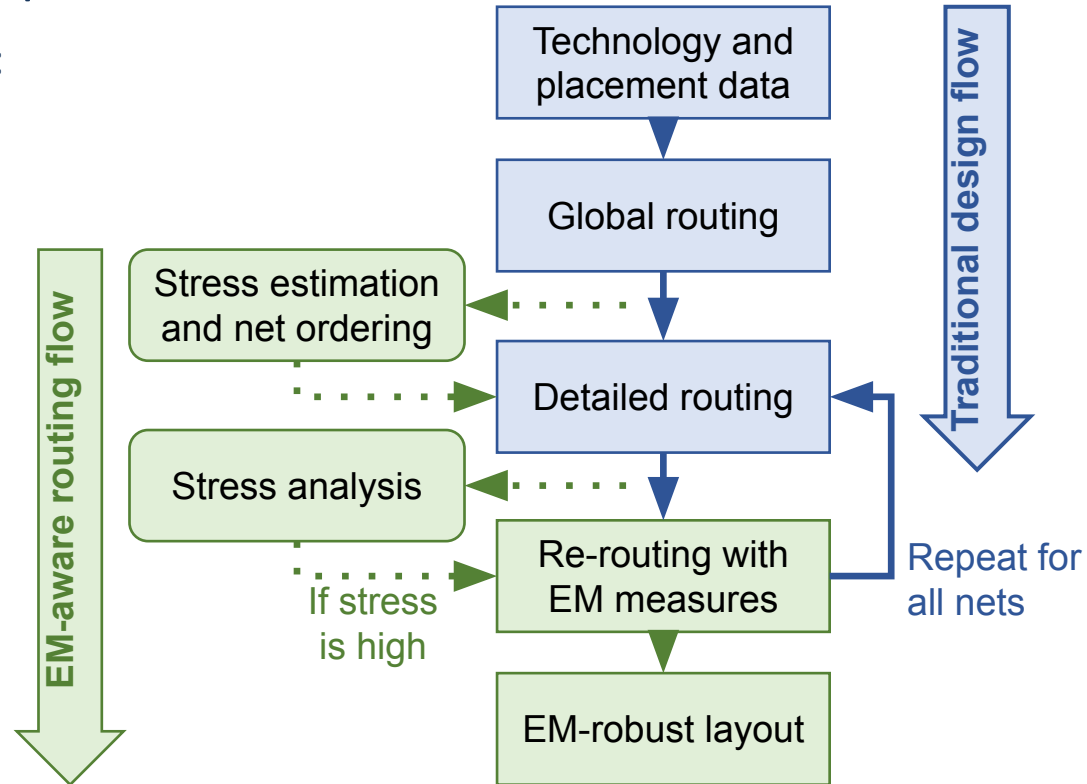 Technology and
placement data
Traditional design flow
Global routing
Stress estimation
and net ordering
EM-aware routing flow
Detailed routing
Stress analysis
Re-routing with
EM measures
Repeat for
all nets
If stress
is high
EM-robust layout